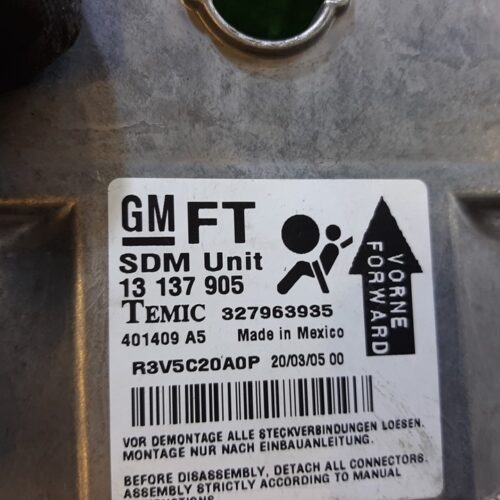 GM FT
SDM Unit
13 137 905
TEMIC 327963935
401409 A5 Made in Mexico
R3V5C20A0P 20/03/05 00
VORNE
FORWARD
VOR DEMONTAGE ALLE STECKVERBINDUNGEN LOESEN.
MONTAGE NUR NACH EINBAUANLEITUNG.
BEFORE DISASSEMBLY, DETACH ALL CONNECTORS.
ASSEMBLY STRICTLY ACCORDING TO MANUAL